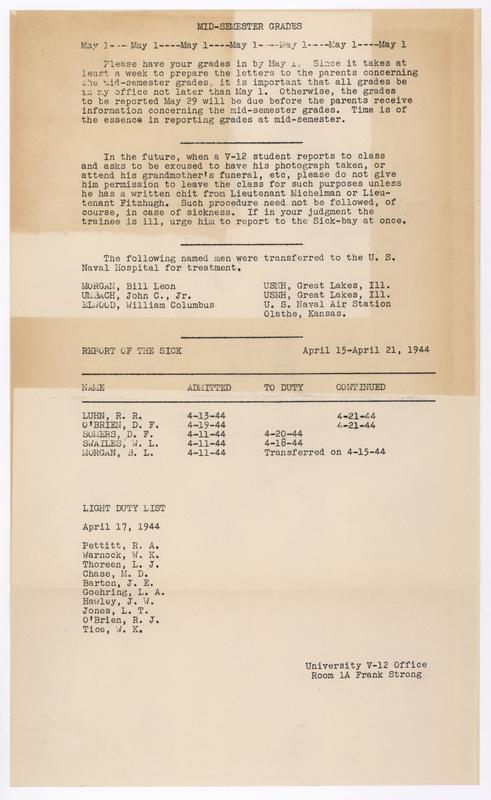 MID-SEMESTER GRADES
May 1----May 1----May 1----May 1----May 1----May 1----May 1
Please have your grades in by May 1. Since it takes at
least a week to prepare the letters to the parents concerning
the mid-semester grades, it is important that all grades be
in my office not later than May 1. Otherwise, the grades
to be reported May 29 will be due before the parents receive
information concerning the mid-semester grades. Time is of
the essence in reporting grades at mid-semester.
In the future, when a V-12 student reports to class
and asks to be excused to have his photograph taken, or
attend his grandmother's funeral, etc, please do not give
him permission to leave the class for such purposes unless
he has a written chit from Lieutenant Michelman or Lieu-
tenant Fitzhugh. Such procedure need not be followed, of
course, in case of sickness. If in your judgment the
trainee is ill, urge him to report to the Sick-bay at once.
The following named men were transferred to the U. S.
Naval Hospital for treatment.
MORGAN, Bill Leon USNH, Great Lakes, Ill.
UMBACH, John C., Jr. USNH, Great Lakes, Ill.
ELWOOD, William Columbus U. S. Naval Air Station
Olathe, Kansas.
REPORT OF THE SICK April 15-April 21, 1944
NAME ADMITTED TO DUTY CONTINUED
LUHN, R. R. 4-13-44 4-21-44
O'BRIEN, D. F. 4-19-44 4-21-44
SOMERS, D. F. 4-11-44 4-20-44
SWAILES, W. L. 4-11-44 4-18-44
MORGAN, B. L. 4-11-44 Transferred on 4-15-44
LIGHT DUTY LIST
April 17, 1944
Pettitt, R. A.
Warnock, W. K.
Thoreen, L. J.
Chase, M. D.
Barton, J. E.
Goehring, L. A.
Hawley, J. W.
Jones, L. T.
O'Brien, R. J.
Tice, W. K.
University V-12 Office
Room 1A Frank Strong